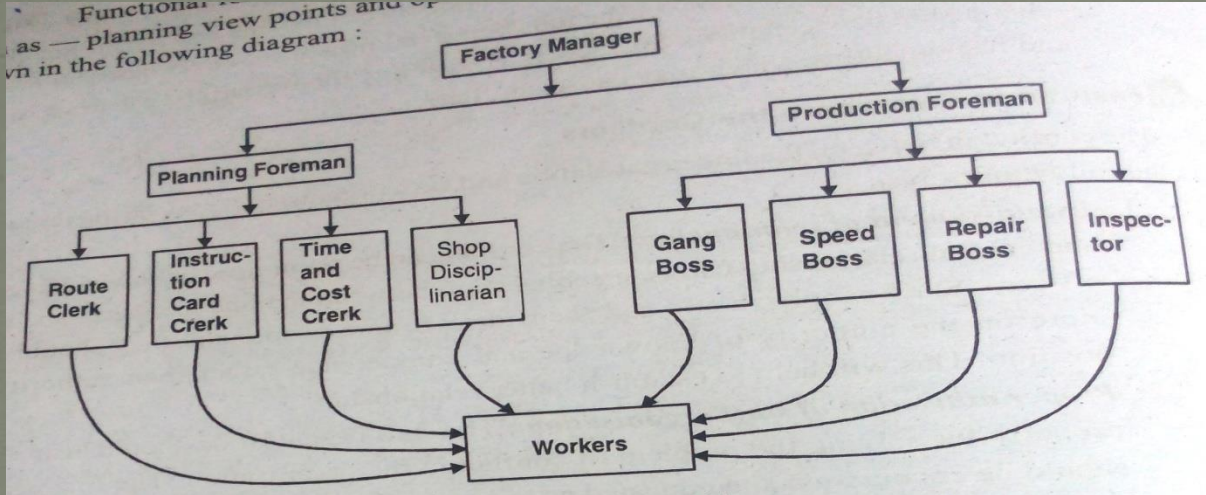 Functional
as — planning view points and
wn in the following diagram :
Factory Manager
Production Foreman
Planning Foreman
Route
Clerk
Instruc-
tion
Card
Crerk
Time
and
Cost
Crerk
Shop
Discip-
linarian
Gang
Boss
Speed
Boss
Repair
Boss
Inspec-
tor
Workers